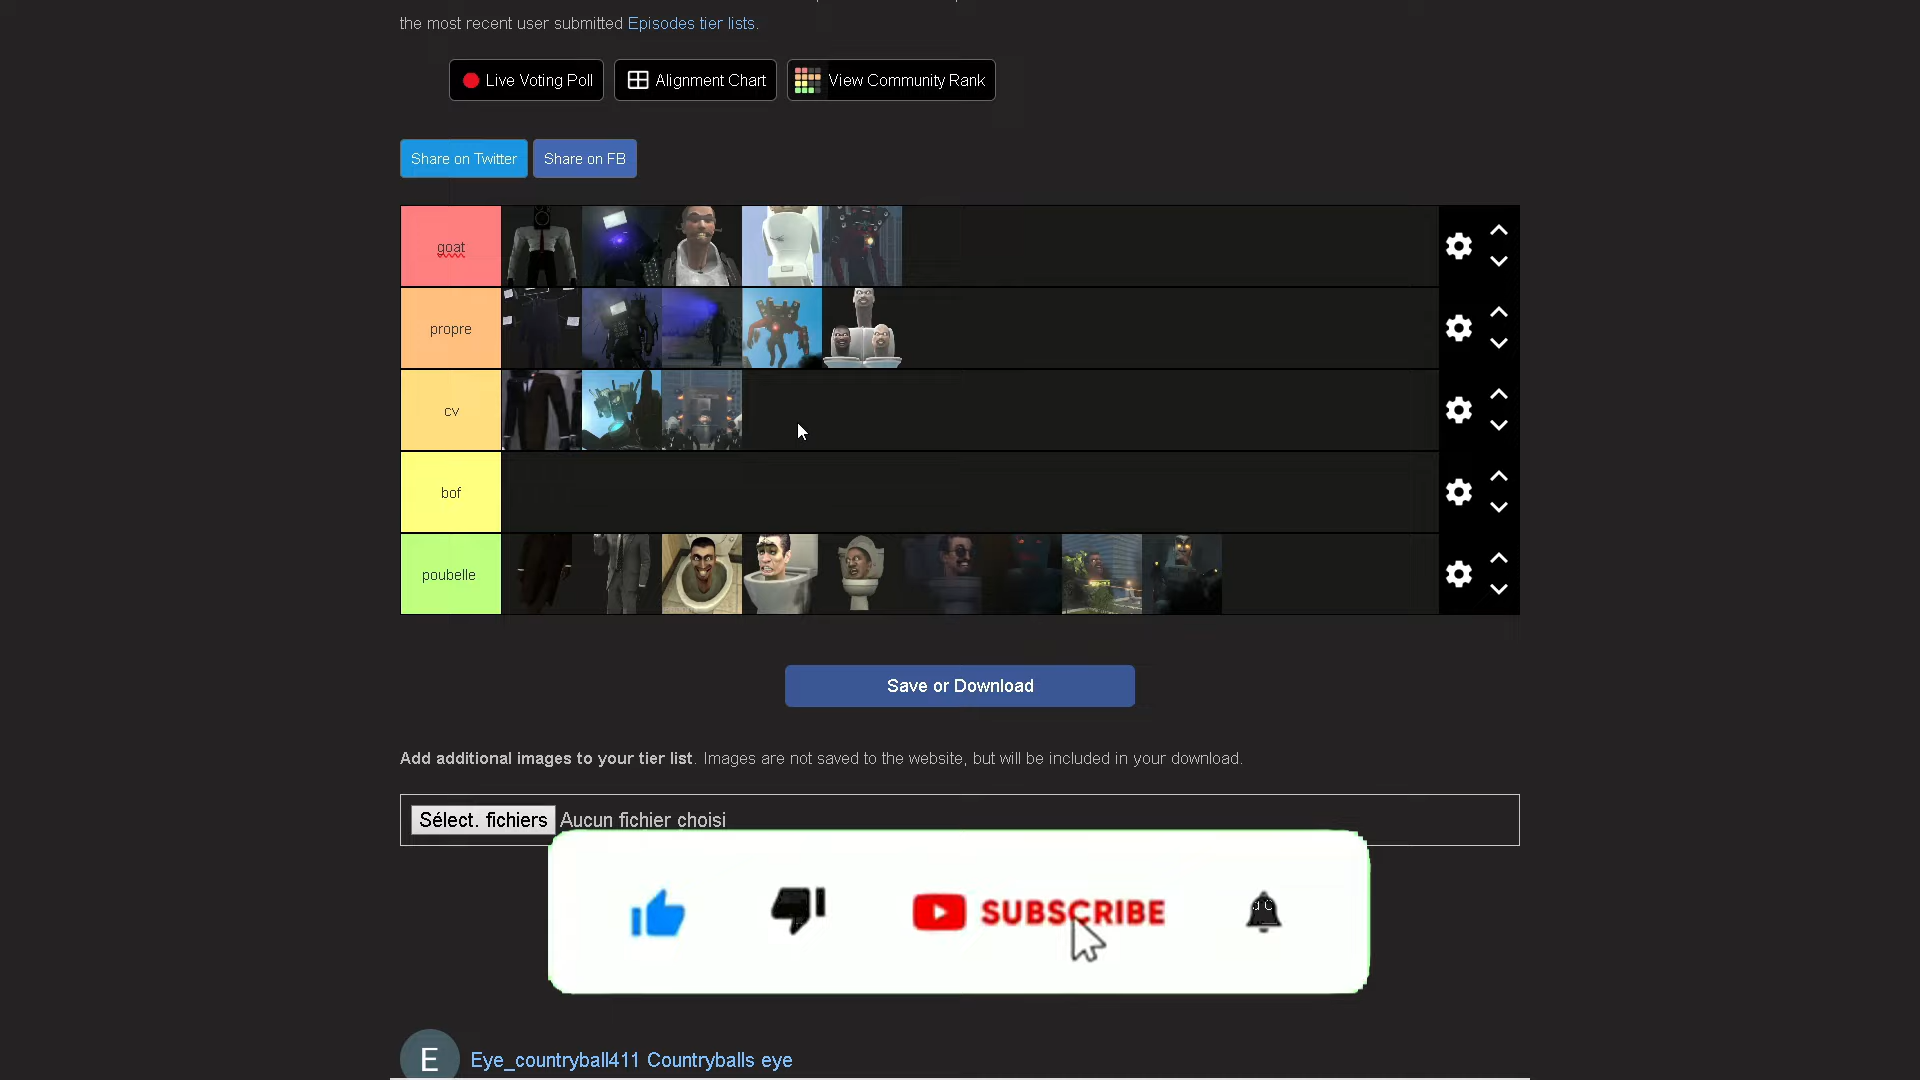 the most recent user submitted Episodes tier lists.
Live Voting Poll
Alignment Chart
View Community Rank
Share on Twitter
Share on FB
goat
propre
cv
bof
poubelle
Save or Download
Add additional images to your tier list. Images are not saved to the website, but will be included in your download.
Sélect. fichiers Aucun fichier choisi
SUBSCRIBE
E
Eye_countryball411 Countryballs eye